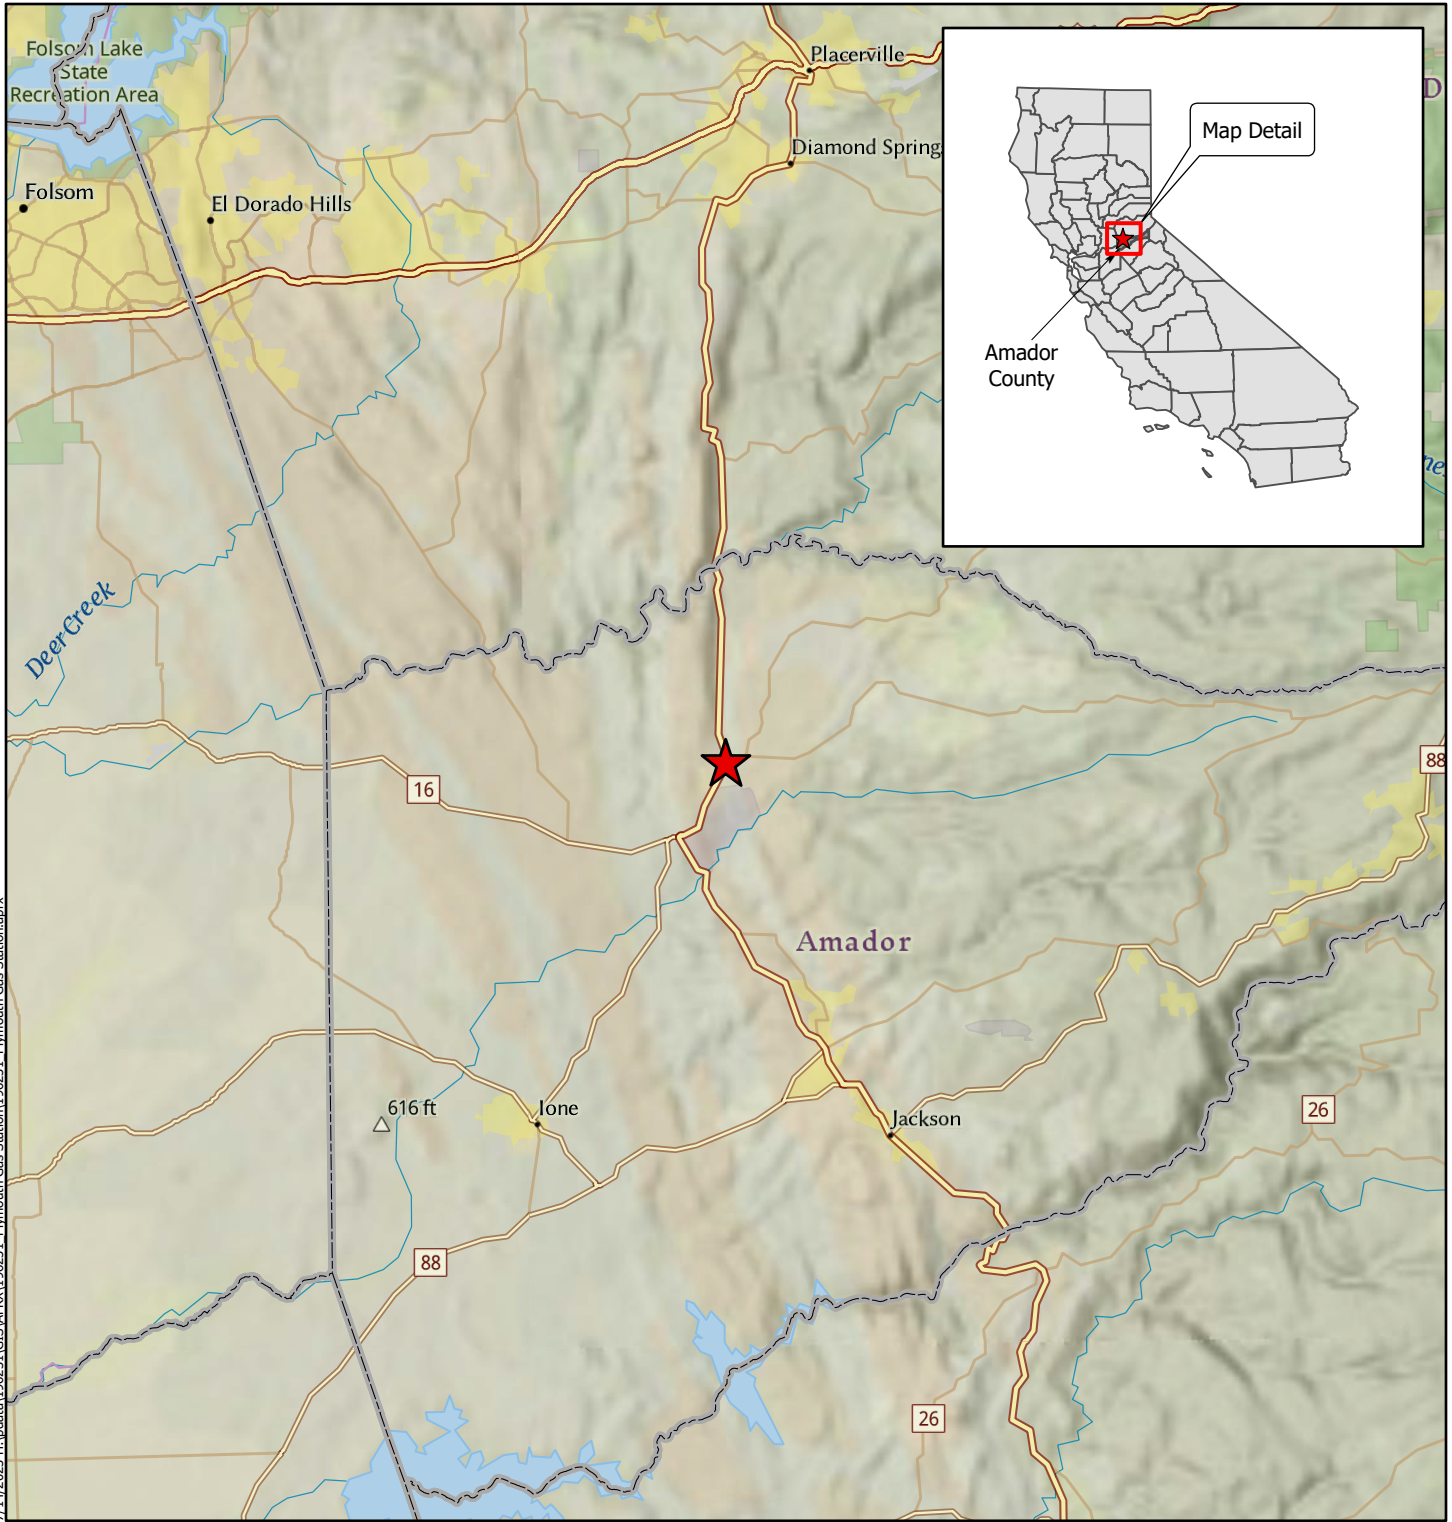 Folsom Lake
State
Recreation Area
Placerville
Diamond Spring
Folsom
El Dorado Hills
Map Detail
Amador
County
D
Deer Creek
16
88
Amador
616 ft
Ione
Jackson
26
88
26